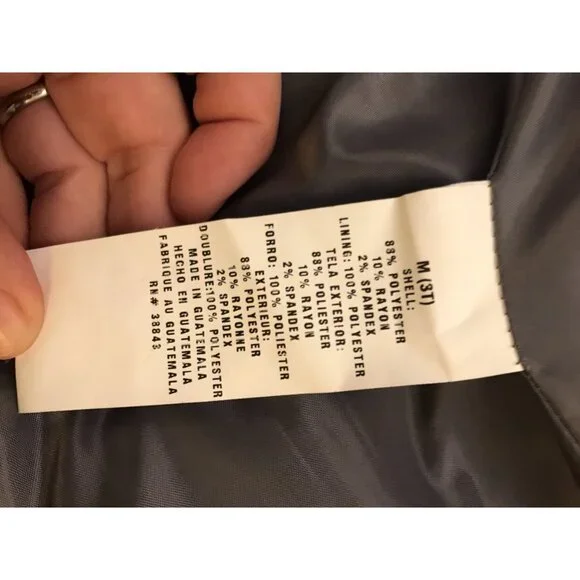 M (3T)
SHELL:
88% POLYESTER
10% RAYON
2% SPANDEX
LINING: 100% POLYESTER
TELA EXTERIOR:
88% POLIESTER
10% RAYON
2% SPANDEX
FORRO: 100% POLIESTER
EXTERIEUR:
88% POLYESTER
10% RAYONNE
2% SPANDEX
DOUBLURE:100% POLYESTER
MADE IN GUATEMALA
HECHO EN GUATEMALA
FABRIQUE AU GUATEMALA
RN# 38843